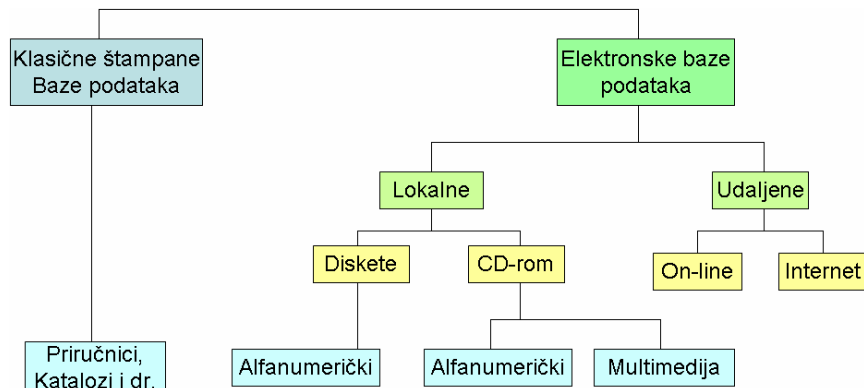 Klasične štampane
Baze podataka
Elektronske baze
podataka
Lokalne
Udaljene
Diskete
CD-rom
On-line
Internet
Priručnici,
Katalozi i dr.
Alfanumerički
Alfanumerički
Multimedija